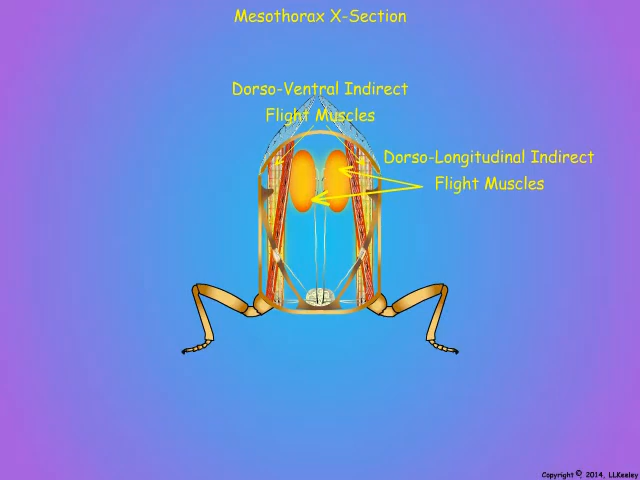 Mesothorax X-Section
Dorso-Ventral Indirect
Flight Muscles
Dorso-Longitudinal Indirect
Flight Muscles
Copyright ©, 2014, LLKeeley